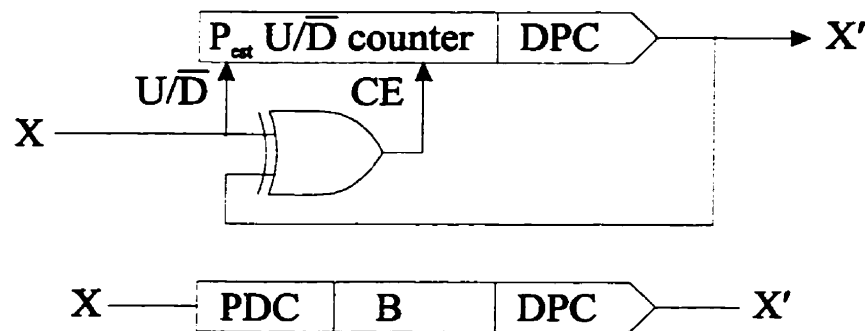 P_est U/D̅ counter DPC X′
U/D̅ CE
X
X PDC B DPC X′